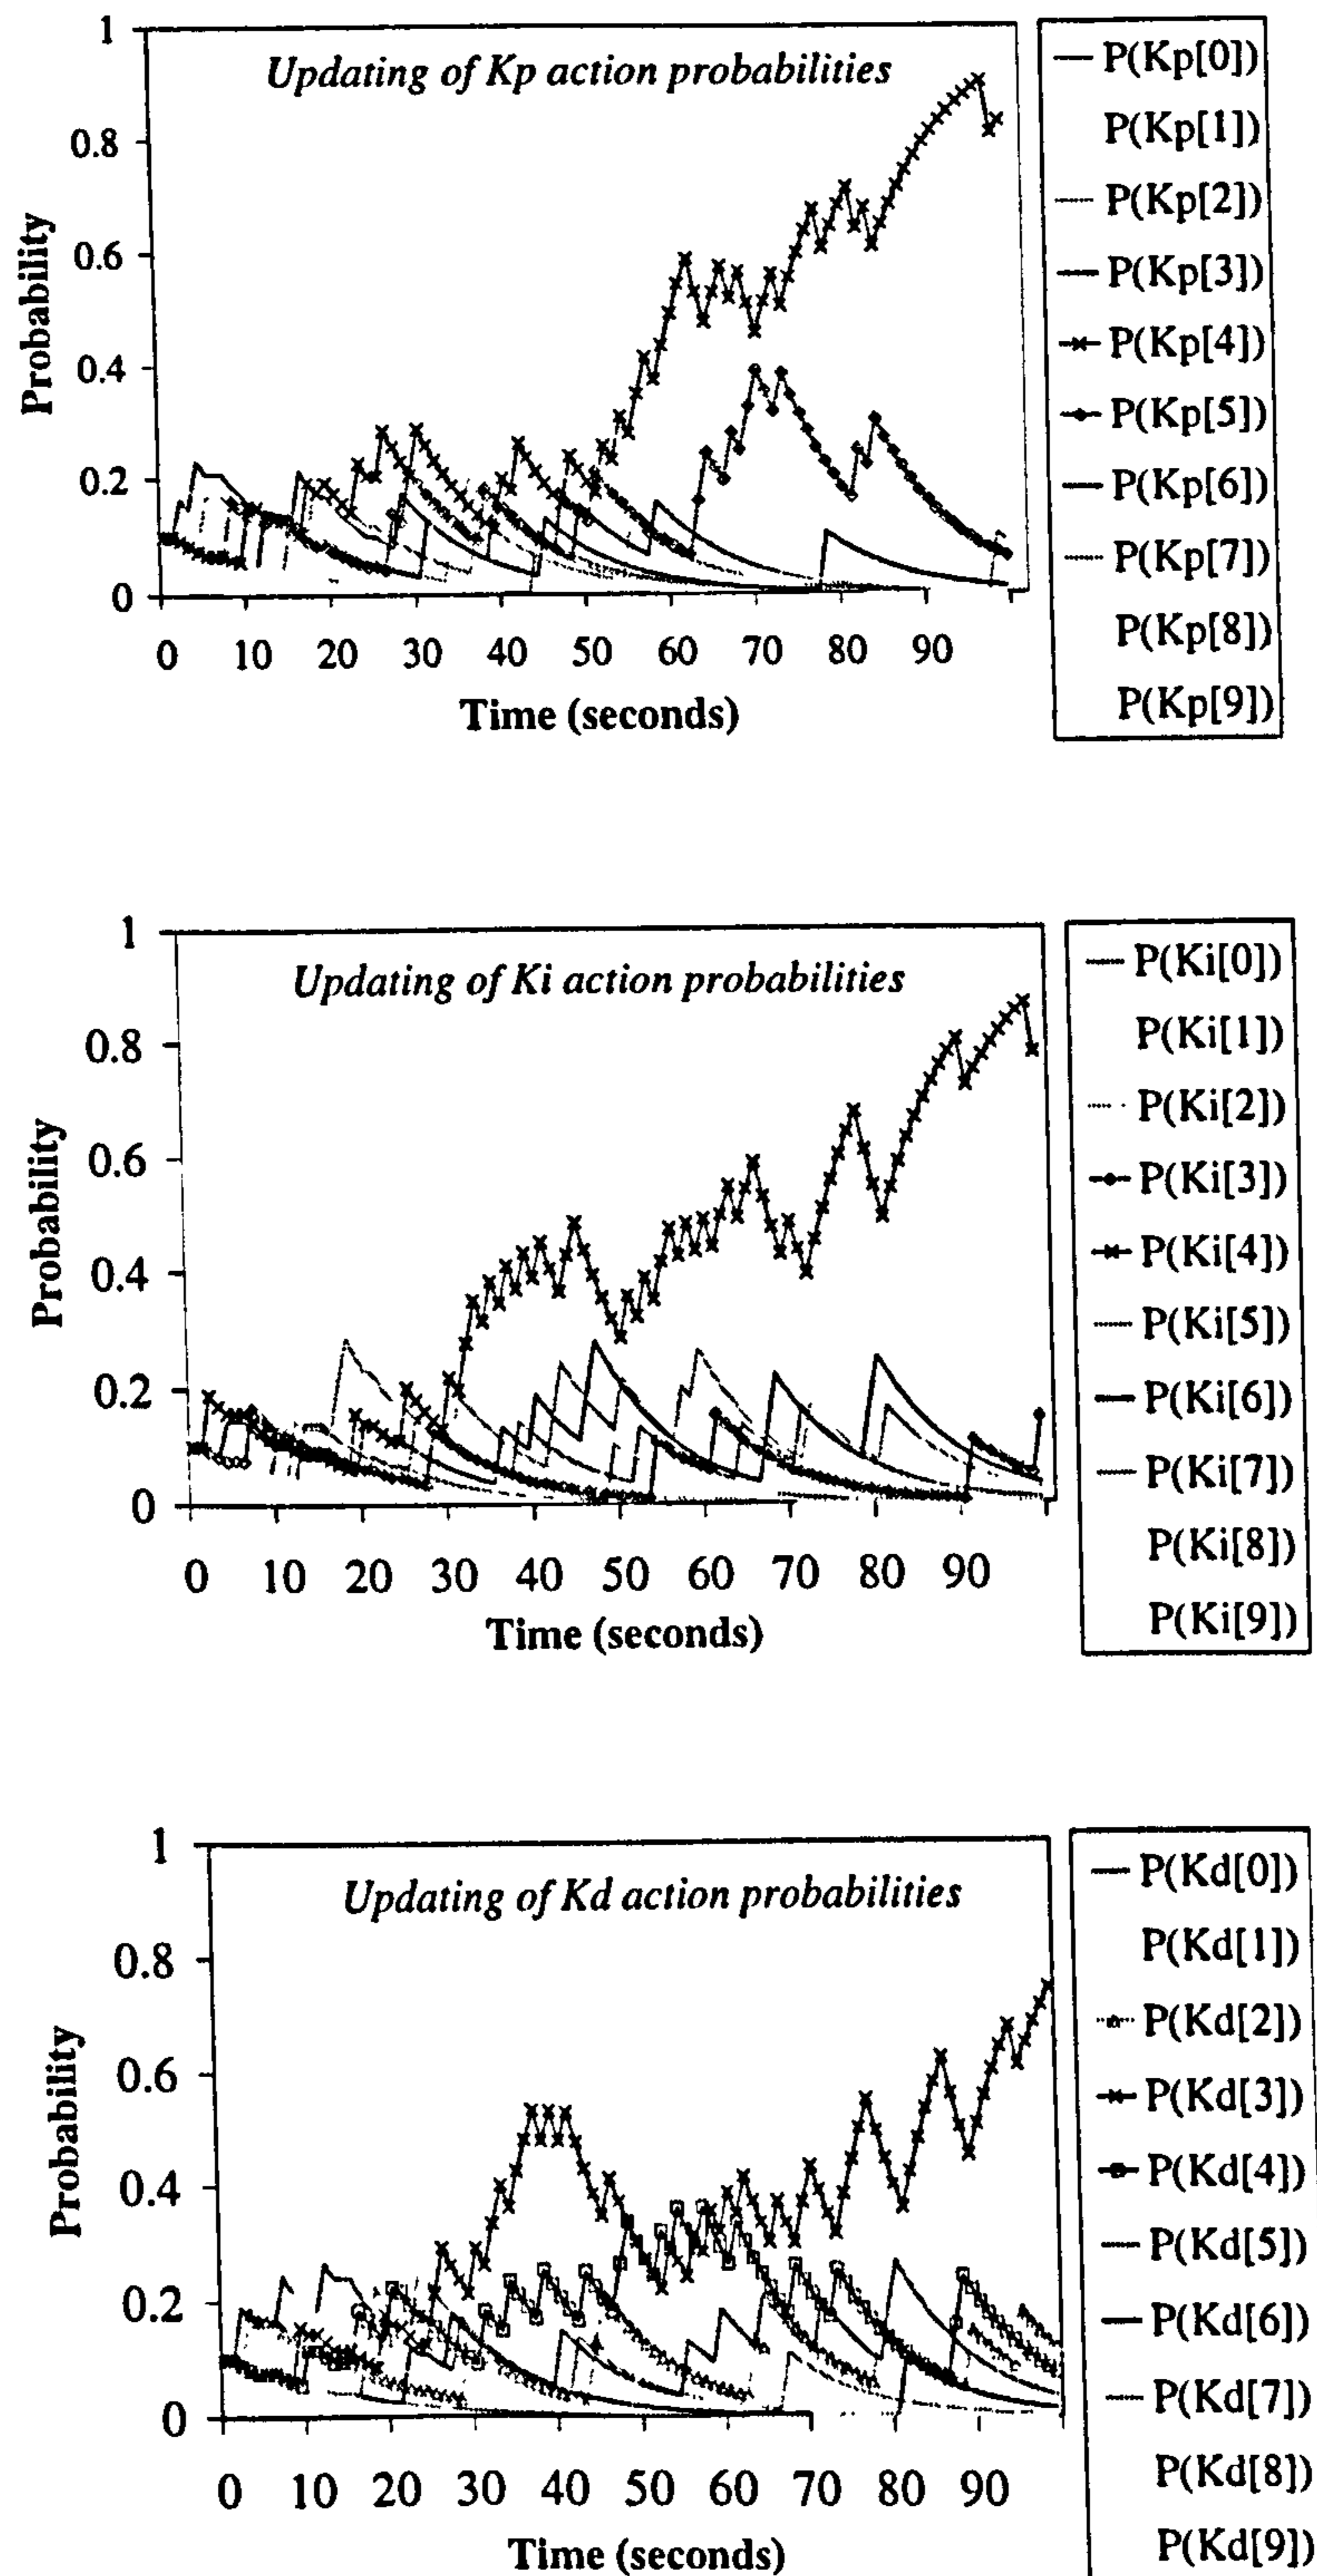 Updating of Kp action probabilities
1
0.8
0.6
0.4
0.2
0
Probability
0 10 20 30 40 50 60 70 80 90
Time (seconds)
P(Kp[0])
P(Kp[1])
P(Kp[2])
P(Kp[3])
P(Kp[4])
P(Kp[5])
P(Kp[6])
P(Kp[7])
P(Kp[8])
P(Kp[9])
Updating of Ki action probabilities
1
0.8
0.6
0.4
0.2
0
Probability
0 10 20 30 40 50 60 70 80 90
Time (seconds)
P(Ki[0])
P(Ki[1])
P(Ki[2])
P(Ki[3])
P(Ki[4])
P(Ki[5])
P(Ki[6])
P(Ki[7])
P(Ki[8])
P(Ki[9])
Updating of Kd action probabilities
1
0.8
0.6
0.4
0.2
0
Probability
0 10 20 30 40 50 60 70 80 90
Time (seconds)
P(Kd[0])
P(Kd[1])
P(Kd[2])
P(Kd[3])
P(Kd[4])
P(Kd[5])
P(Kd[6])
P(Kd[7])
P(Kd[8])
P(Kd[9])